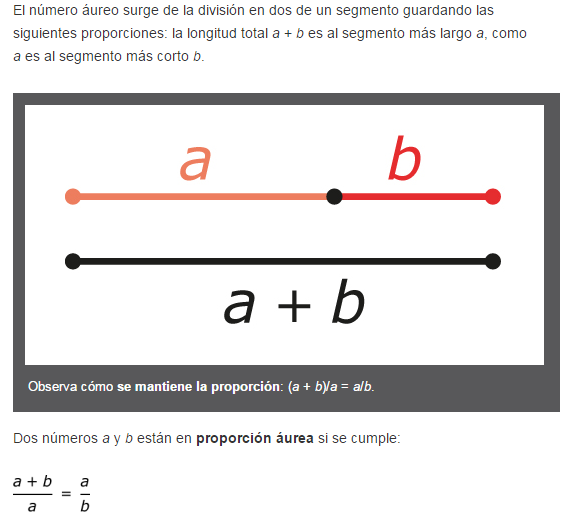 El número áureo surge de la división en dos de un segmento guardando las
siguientes proporciones: la longitud total a + b es al segmento más largo a, como
a es al segmento más corto b.
a b
a + b
Observa cómo se mantiene la proporción: (a + b)/a = a/b.
Dos números a y b están en proporción áurea si se cumple:
a + b a
=
a b